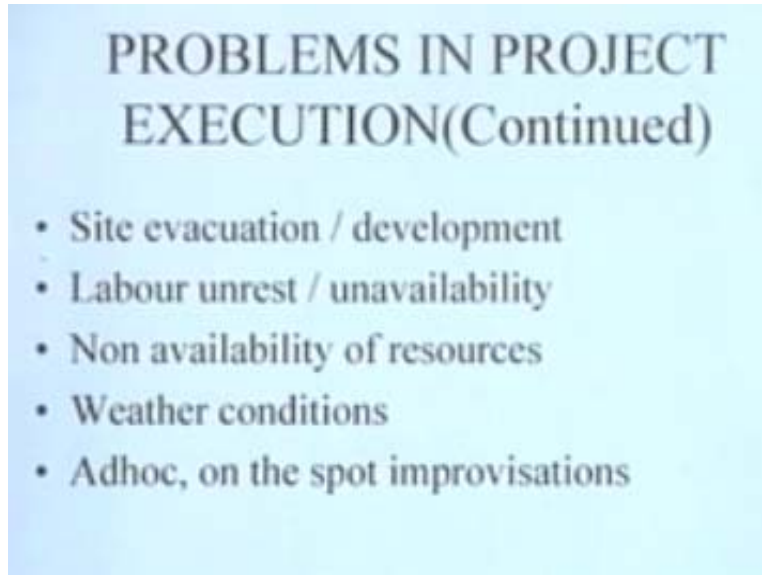 PROBLEMS IN PROJECT
EXECUTION(Continued)
• Site evacuation / development
• Labour unrest / unavailability
• Non availability of resources
• Weather conditions
• Adhoc, on the spot improvisations